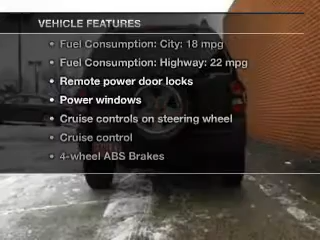 VEHICLE FEATURES
• Fuel Consumption: City: 18 mpg
• Fuel Consumption: Highway: 22 mpg
• Remote power door locks
• Power windows
• Cruise controls on steering wheel
• Cruise control
• 4-wheel ABS Brakes